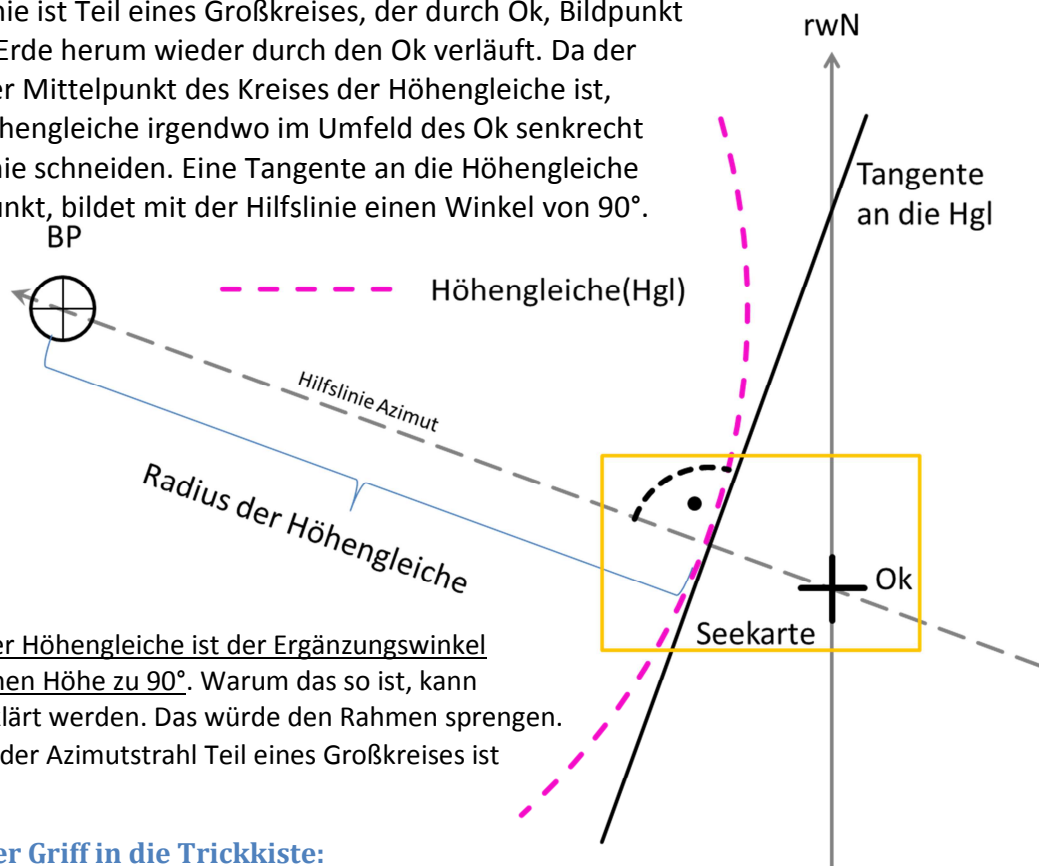 nie ist Teil eines Großkreises, der durch Ok, Bildpunkt
Erde herum wieder durch den Ok verläuft. Da der
er Mittelpunkt des Kreises der Höhengleiche ist,
hengleiche irgendwo im Umfeld des Ok senkrecht
nie schneiden. Eine Tangente an die Höhengleiche
unkt, bildet mit der Hilfslinie einen Winkel von 90°.
rwN
Tangente
an die Hgl
BP
Höhengleiche(Hgl)
Hilfslinie Azimut
Radius der Höhengleiche
Ok
Seekarte
er Höhengleiche ist der Ergänzungswinkel
nen Höhe zu 90°. Warum das so ist, kann
klärt werden. Das würde den Rahmen sprengen.
der Azimutstrahl Teil eines Großkreises ist
er Griff in die Trickkiste: